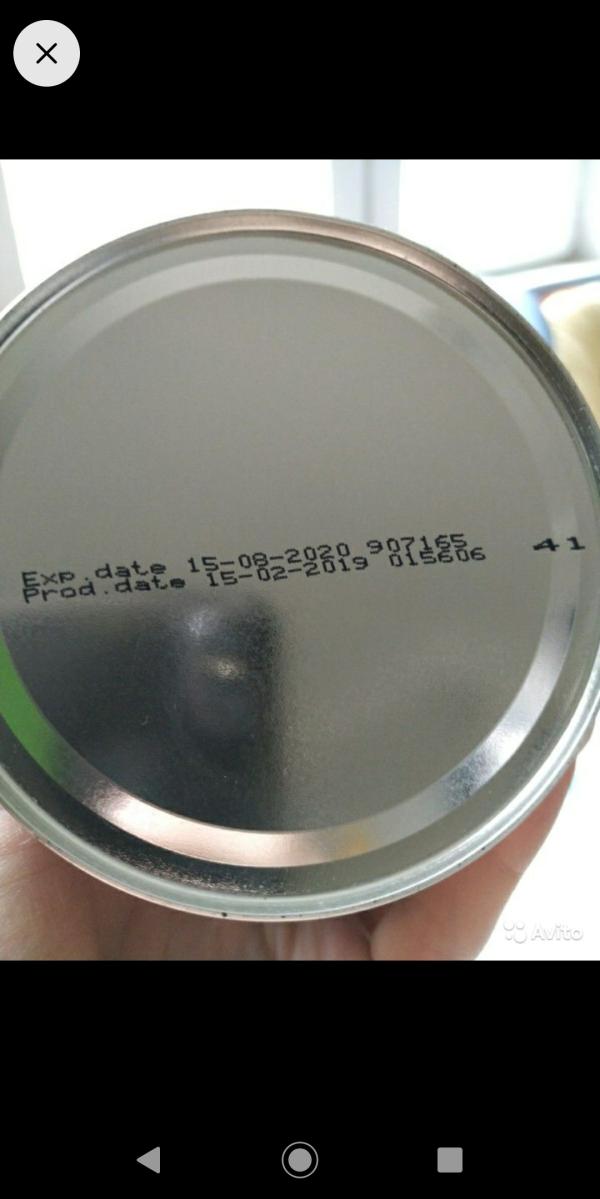 Exp.date 15-08-2020 907165 41
Prod.date 15-02-2019 015606
Avito